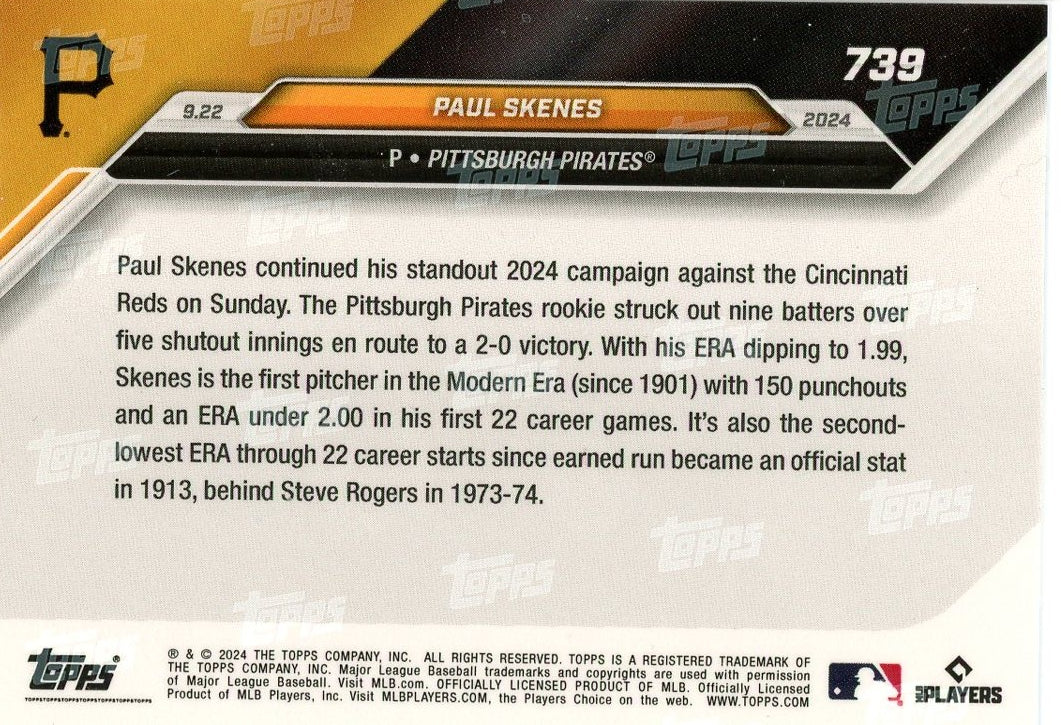 P.
739
9.22
PAUL SKENES
2024
P • PITTSBURGH PIRATES®
Paul Skenes continued his standout 2024 campaign against the Cincinnati
Reds on Sunday. The Pittsburgh Pirates rookie struck out nine batters over
five shutout innings en route to a 2-0 victory. With his ERA dipping to 1.99,
Skenes is the first pitcher in the Modern Era (since 1901) with 150 punchouts
and an ERA under 2.00 in his first 22 career games. It's also the second-
lowest ERA through 22 career starts since earned run became an official stat
in 1913, behind Steve Rogers in 1973-74.
TOPPS®
TOPPSTOPPSTOPPSTOPPSTOPPSTOPPSTOPPS
® & © 2024 THE TOPPS COMPANY, INC. ALL RIGHTS RESERVED. TOPPS IS A REGISTERED TRADEMARK OF
THE TOPPS COMPANY, INC. Major League Baseball trademarks and copyrights are used with permission
of Major League Baseball. Visit MLB.com. OFFICIALLY LICENSED PRODUCT OF MLB. Officially Licensed
Product of MLB Players, Inc. Visit MLBPLAYERS.COM, the Players Choice on the web. WWW.TOPPS.COM
MLB PLAYERS